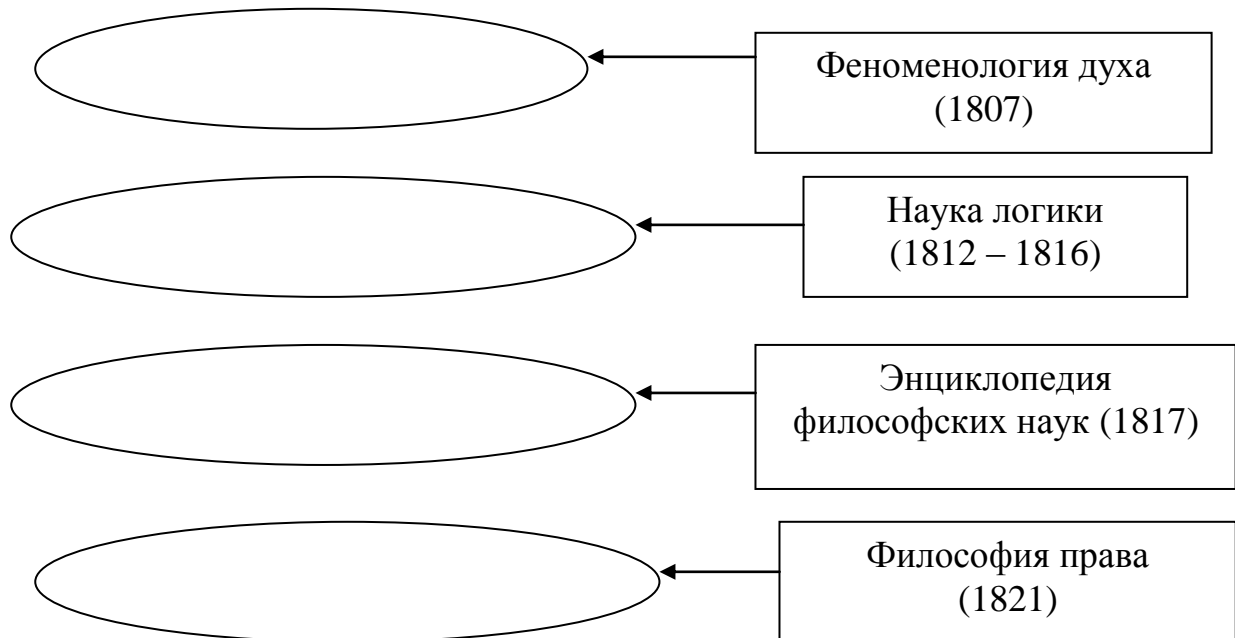 Феноменология духа
(1807)
Наука логики
(1812 – 1816)
Энциклопедия
философских наук (1817)
Философия права
(1821)